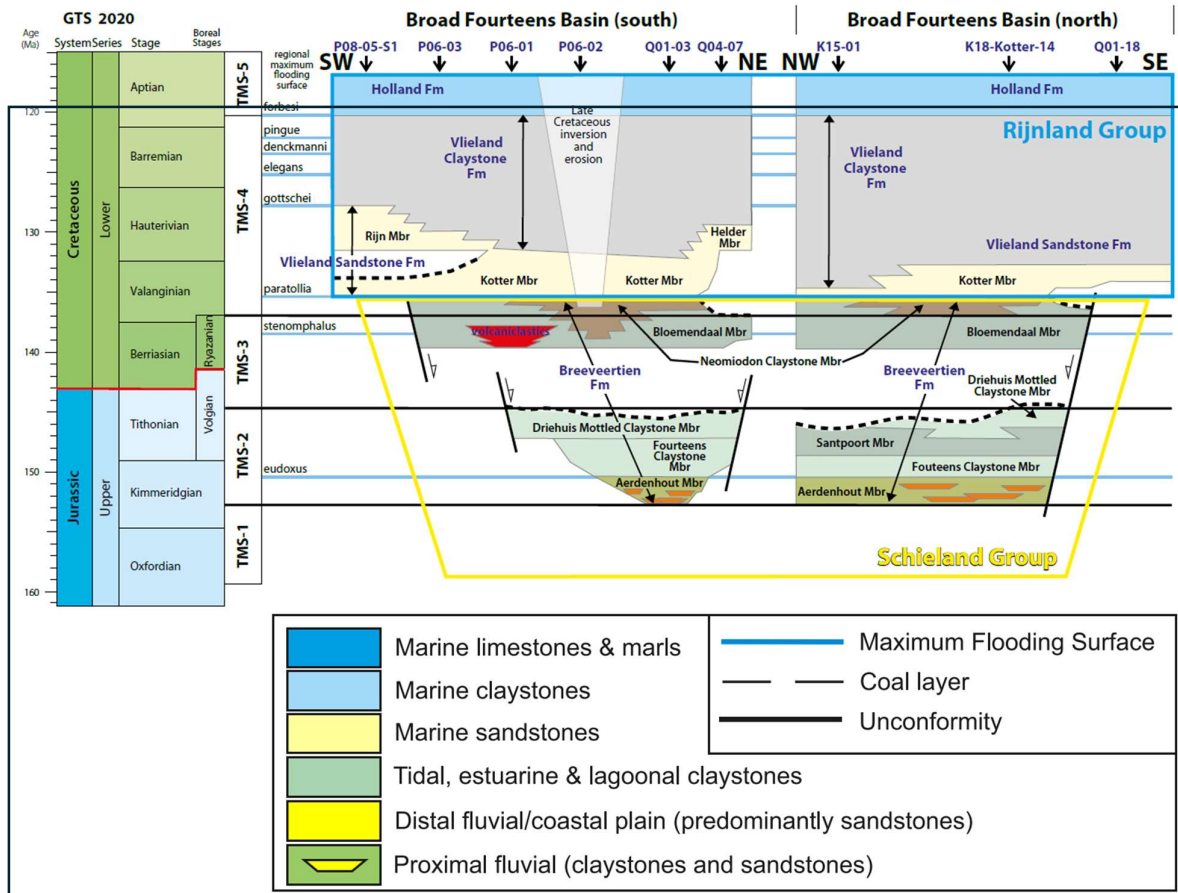 GTS 2020
Broad Fourteens Basin (south)
Broad Fourteens Basin (north)
Age (Ma)
System
Series
Stage
Boreal Stages
regional maximum flooding surface
P08-05-S1
P06-03
P06-01
P06-02
Q01-03
Q04-07
K15-01
K18-Kotter-14
Q01-18
SW
NE
NW
SE
120
130
140
150
160
Cretaceous
Jurassic
Lower
Upper
Aptian
Barremian
Hauterivian
Valanginian
Berriasian
Tithonian
Kimmeridgian
Oxfordian
Ryazanian
Volgian
TMS-5
TMS-4
TMS-3
TMS-2
TMS-1
forbesi
pingue
denckmanni
elegans
gottschei
paratollia
stenomphalus
eudoxus
Holland Fm
Late
Cretaceous
inversion
and
erosion
Vlieland
Claystone
Fm
Rijn Mbr
Helder
Mbr
Vlieland Sandstone Fm
Kotter Mbr
Kotter Mbr
Volcaniclastics
Bloemendaal Mbr
Neomiodon Claystone Mbr
Breeveertien
Fm
Driehuis Mottled Claystone Mbr
Fourteens
Claystone
Mbr
Aerdenhout Mbr
Holland Fm
Rijnland Group
Vlieland
Claystone
Fm
Vlieland Sandstone Fm
Kotter Mbr
Bloemendaal Mbr
Breeveertien
Fm
Driehuis Mottled
Claystone Mbr
Santpoort Mbr
Fouteens Claystone Mbr
Aerdenhout Mbr
Schieland Group
Marine limestones & marls
Marine claystones
Marine sandstones
Tidal, estuarine & lagoonal claystones
Distal fluvial/coastal plain (predominantly sandstones)
Proximal fluvial (claystones and sandstones)
Maximum Flooding Surface
Coal layer
Unconformity